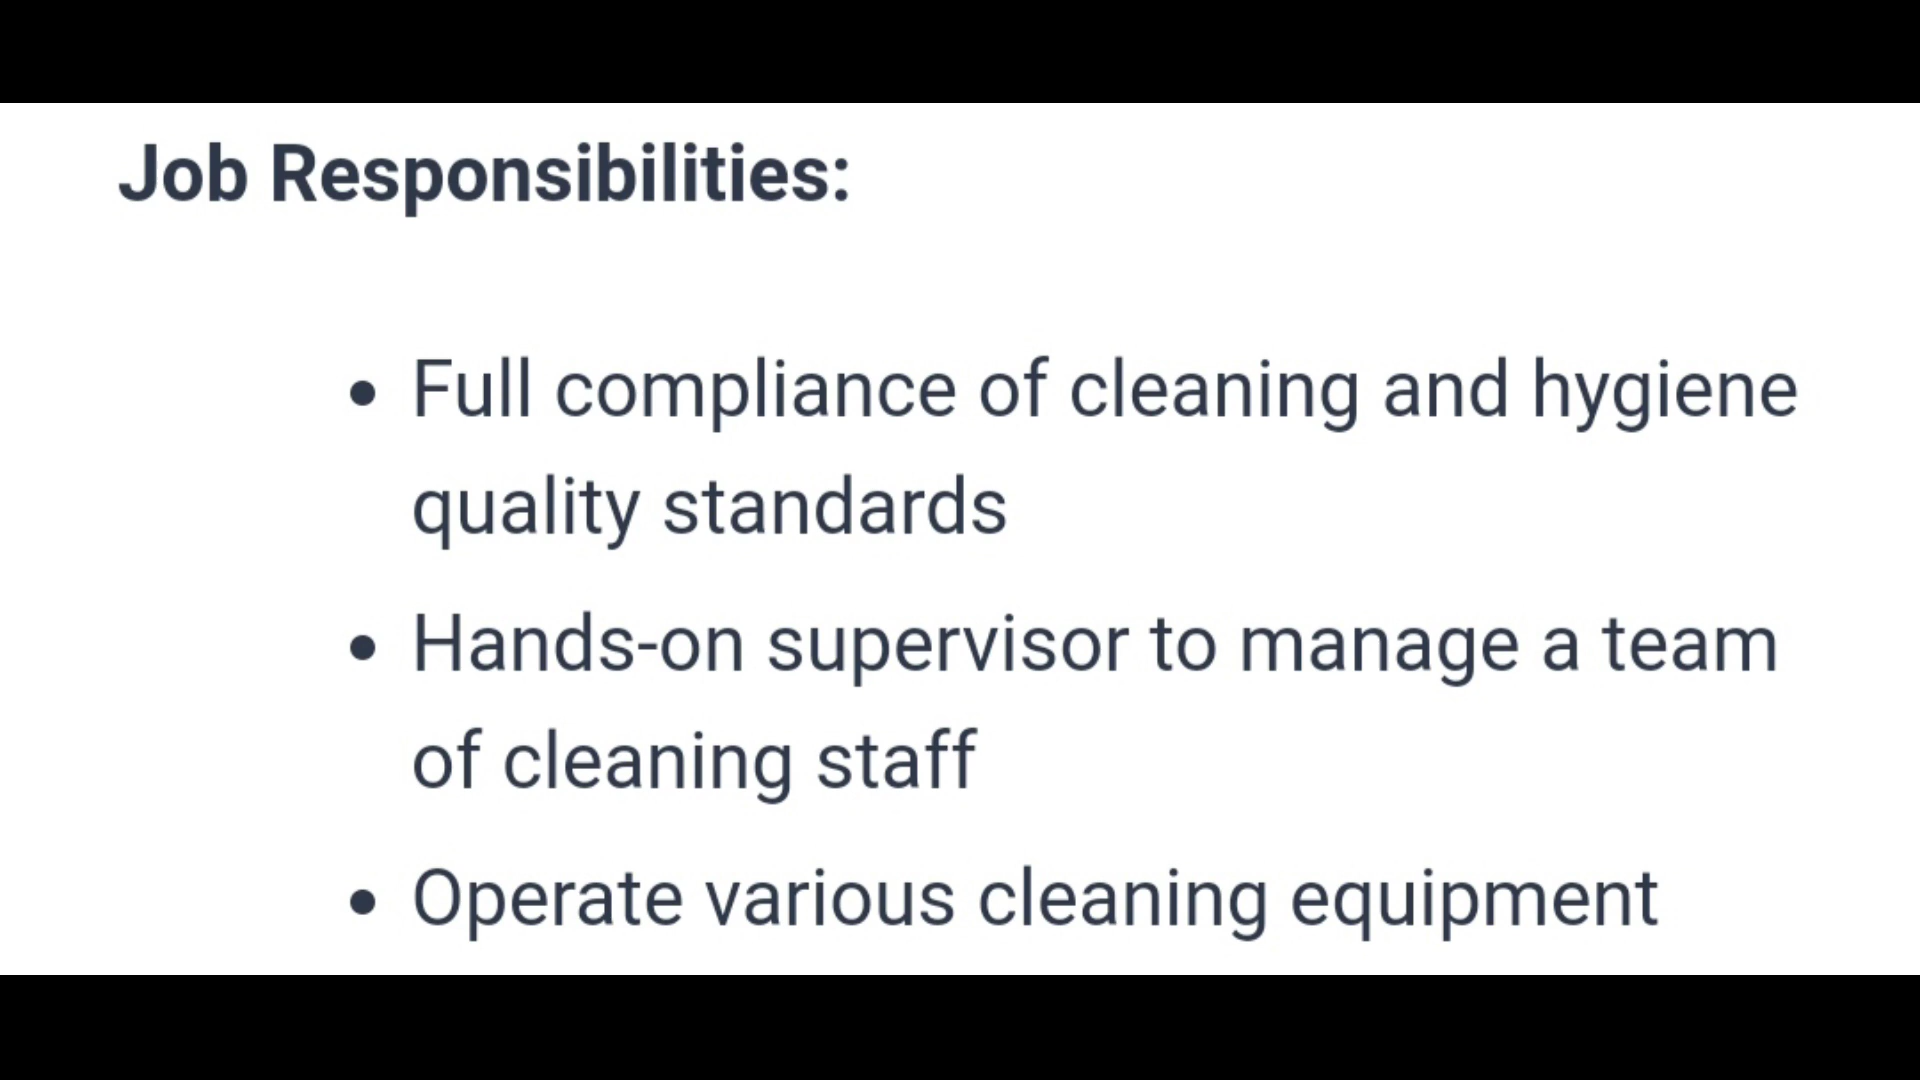 Job Responsibilities:
• Full compliance of cleaning and hygiene
quality standards
• Hands-on supervisor to manage a team
of cleaning staff
• Operate various cleaning equipment